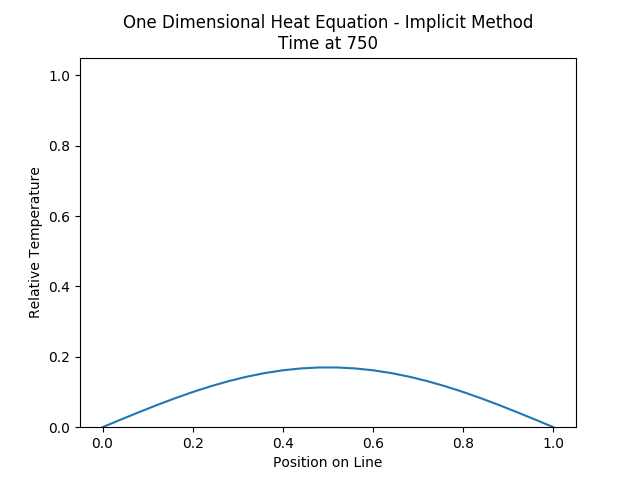 One Dimensional Heat Equation - Implicit Method
Time at 750
1.0
0.8
0.6
0.4
0.2
0.0
Relative Temperature
0.0 0.2 0.4 0.6 0.8 1.0
Position on Line